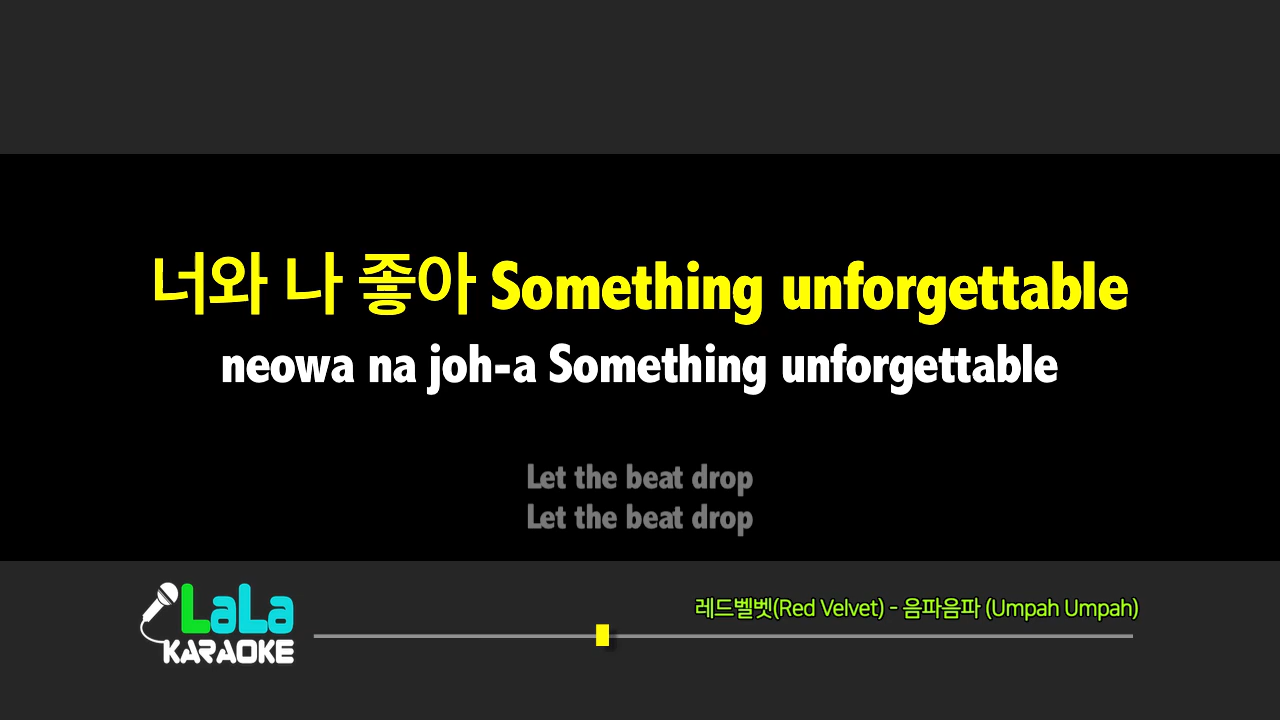 너와 나 좋아 Something unforgettable
neowa na joh-a Something unforgettable
Let the beat drop
Let the beat drop
레드벨벳(Red Velvet) - 음파음파 (Umpah Umpah)
LaLa
KARAOKE